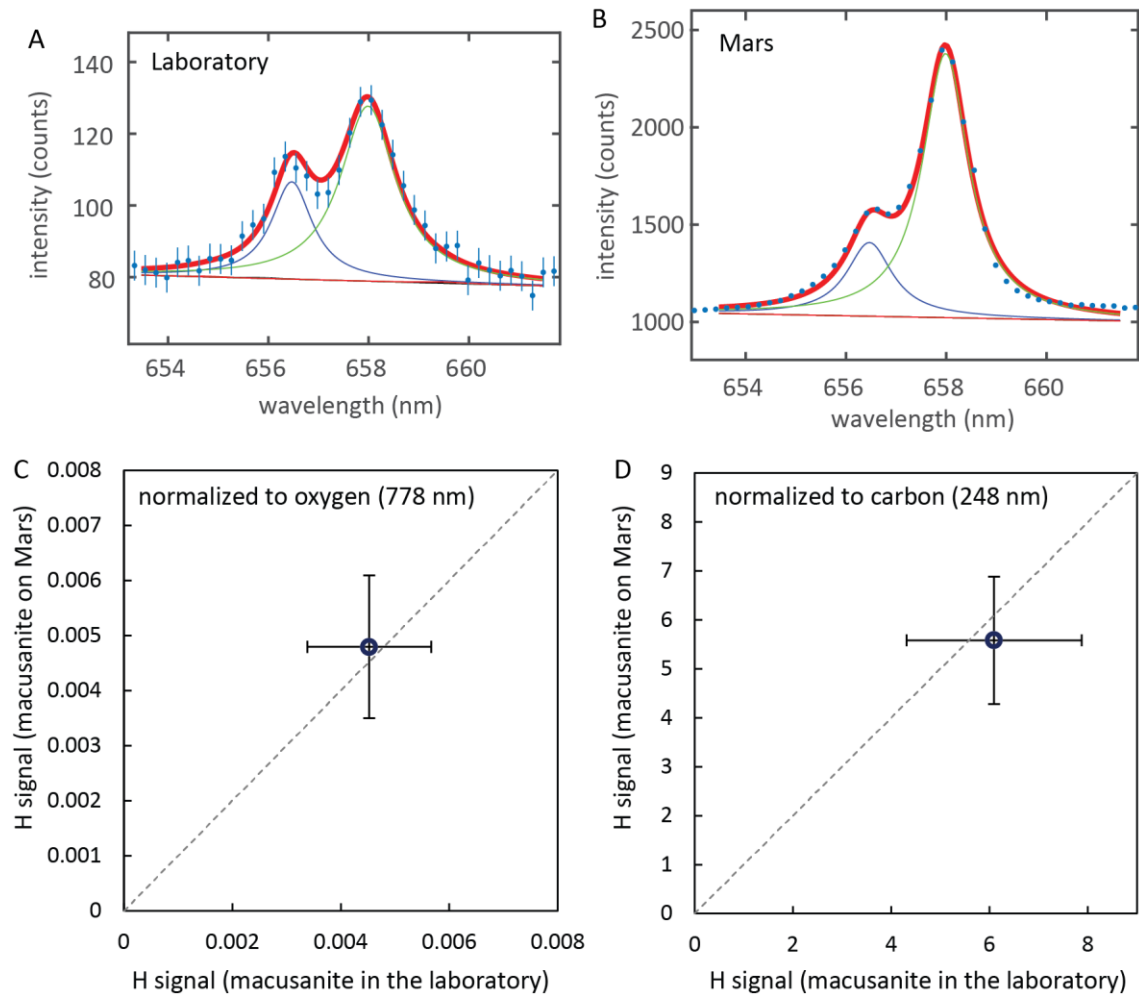 A
Laboratory
140
120
100
80
intensity (counts)
654 656 658 660
wavelength (nm)
B
Mars
2500
2000
1500
1000
intensity (counts)
654 656 658 660
wavelength (nm)
C
normalized to oxygen (778 nm)
0.008
0.007
0.006
0.005
0.004
0.003
0.002
0.001
0
H signal (macusanite on Mars)
0 0.002 0.004 0.006 0.008
H signal (macusanite in the laboratory)
D
normalized to carbon (248 nm)
9
8
7
6
5
4
3
2
1
0
H signal (macusanite on Mars)
0 2 4 6 8
H signal (macusanite in the laboratory)